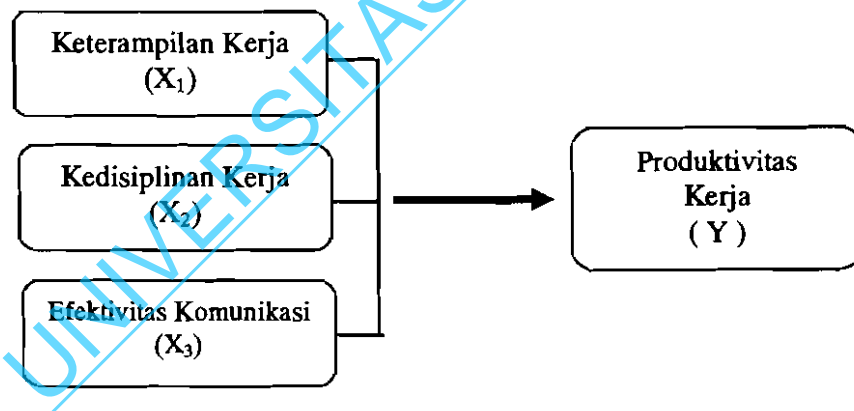 Keterampilan Kerja
(X₁)
Kedisiplinan Kerja
(X₂)
Efektivitas Komunikasi
(X₃)
Produktivitas
Kerja
( Y )
UNIVERSITAS